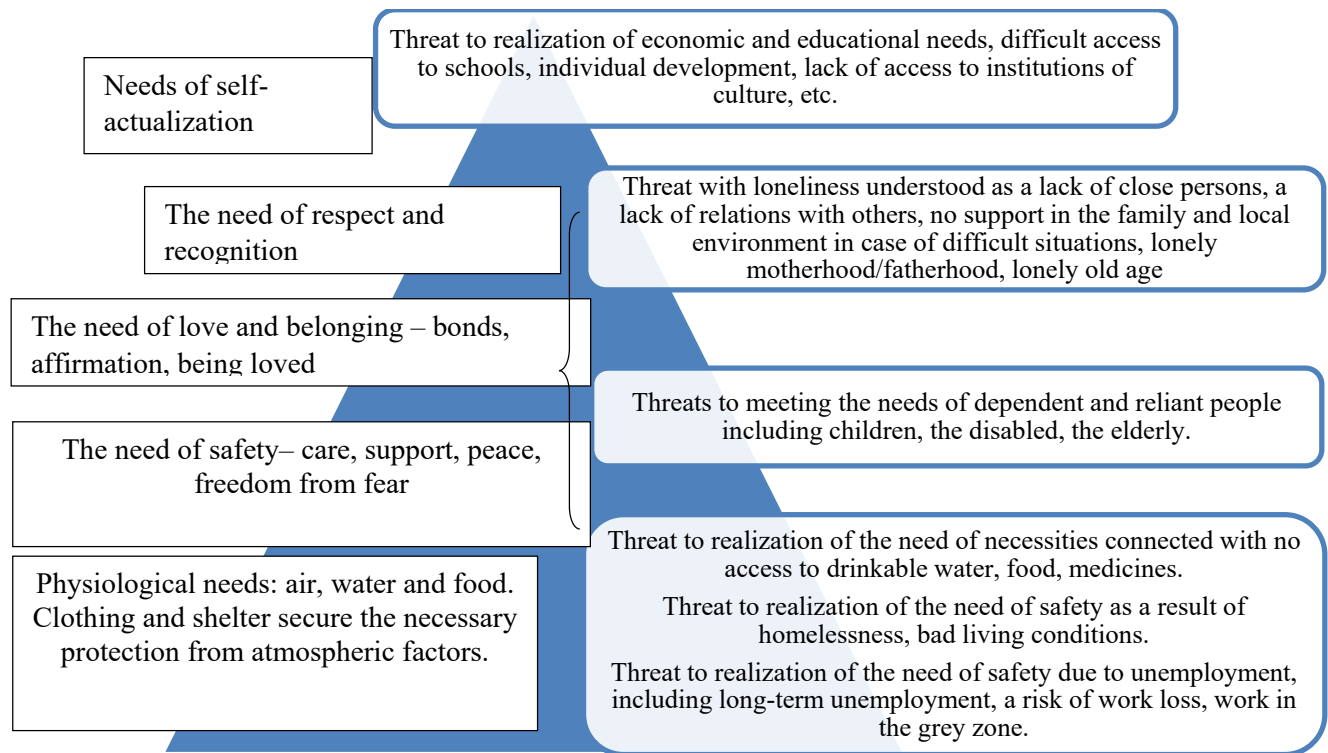 Threat to realization of economic and educational needs, difficult access
to schools, individual development, lack of access to institutions of
culture, etc.
Needs of self-
actualization
Threat with loneliness understood as a lack of close persons, a
lack of relations with others, no support in the family and local
environment in case of difficult situations, lonely
motherhood/fatherhood, lonely old age
The need of respect and
recognition
The need of love and belonging – bonds,
affirmation, being loved
Threats to meeting the needs of dependent and reliant people
including children, the disabled, the elderly.
The need of safety– care, support, peace,
freedom from fear
Threat to realization of the need of necessities connected with no
access to drinkable water, food, medicines.
Threat to realization of the need of safety as a result of
homelessness, bad living conditions.
Threat to realization of the need of safety due to unemployment,
including long-term unemployment, a risk of work loss, work in
the grey zone.
Physiological needs: air, water and food.
Clothing and shelter secure the necessary
protection from atmospheric factors.